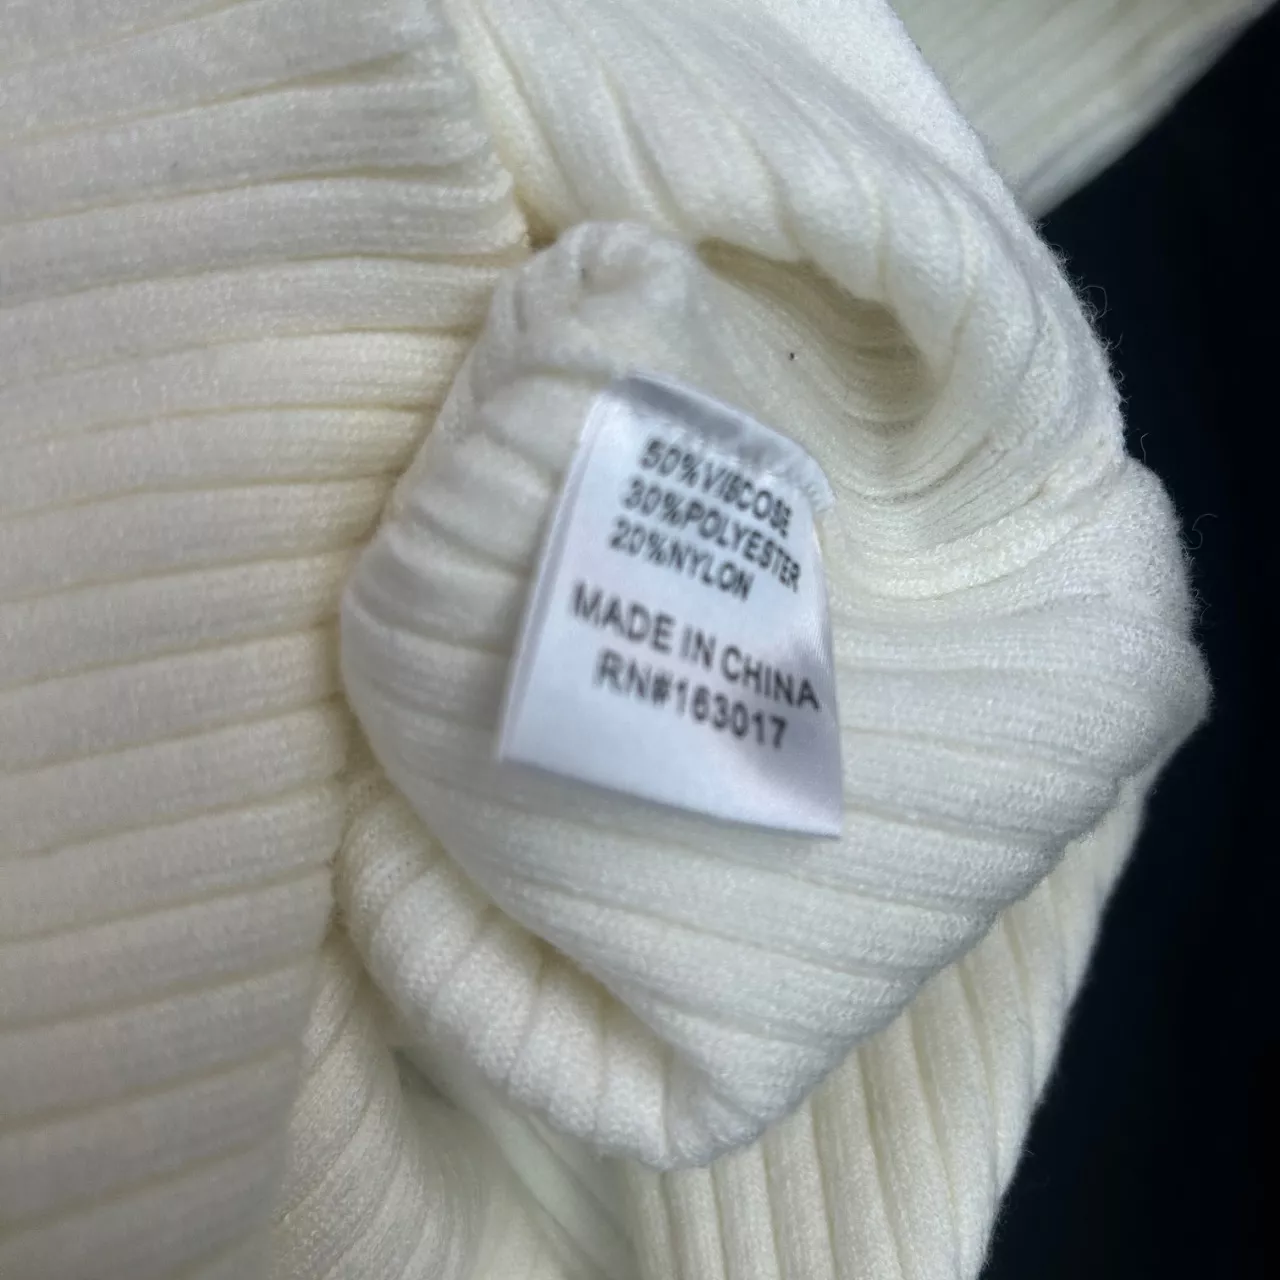 50%VISCOSE
30%POLYESTER
20%NYLON
MADE IN CHINA
RN#163017